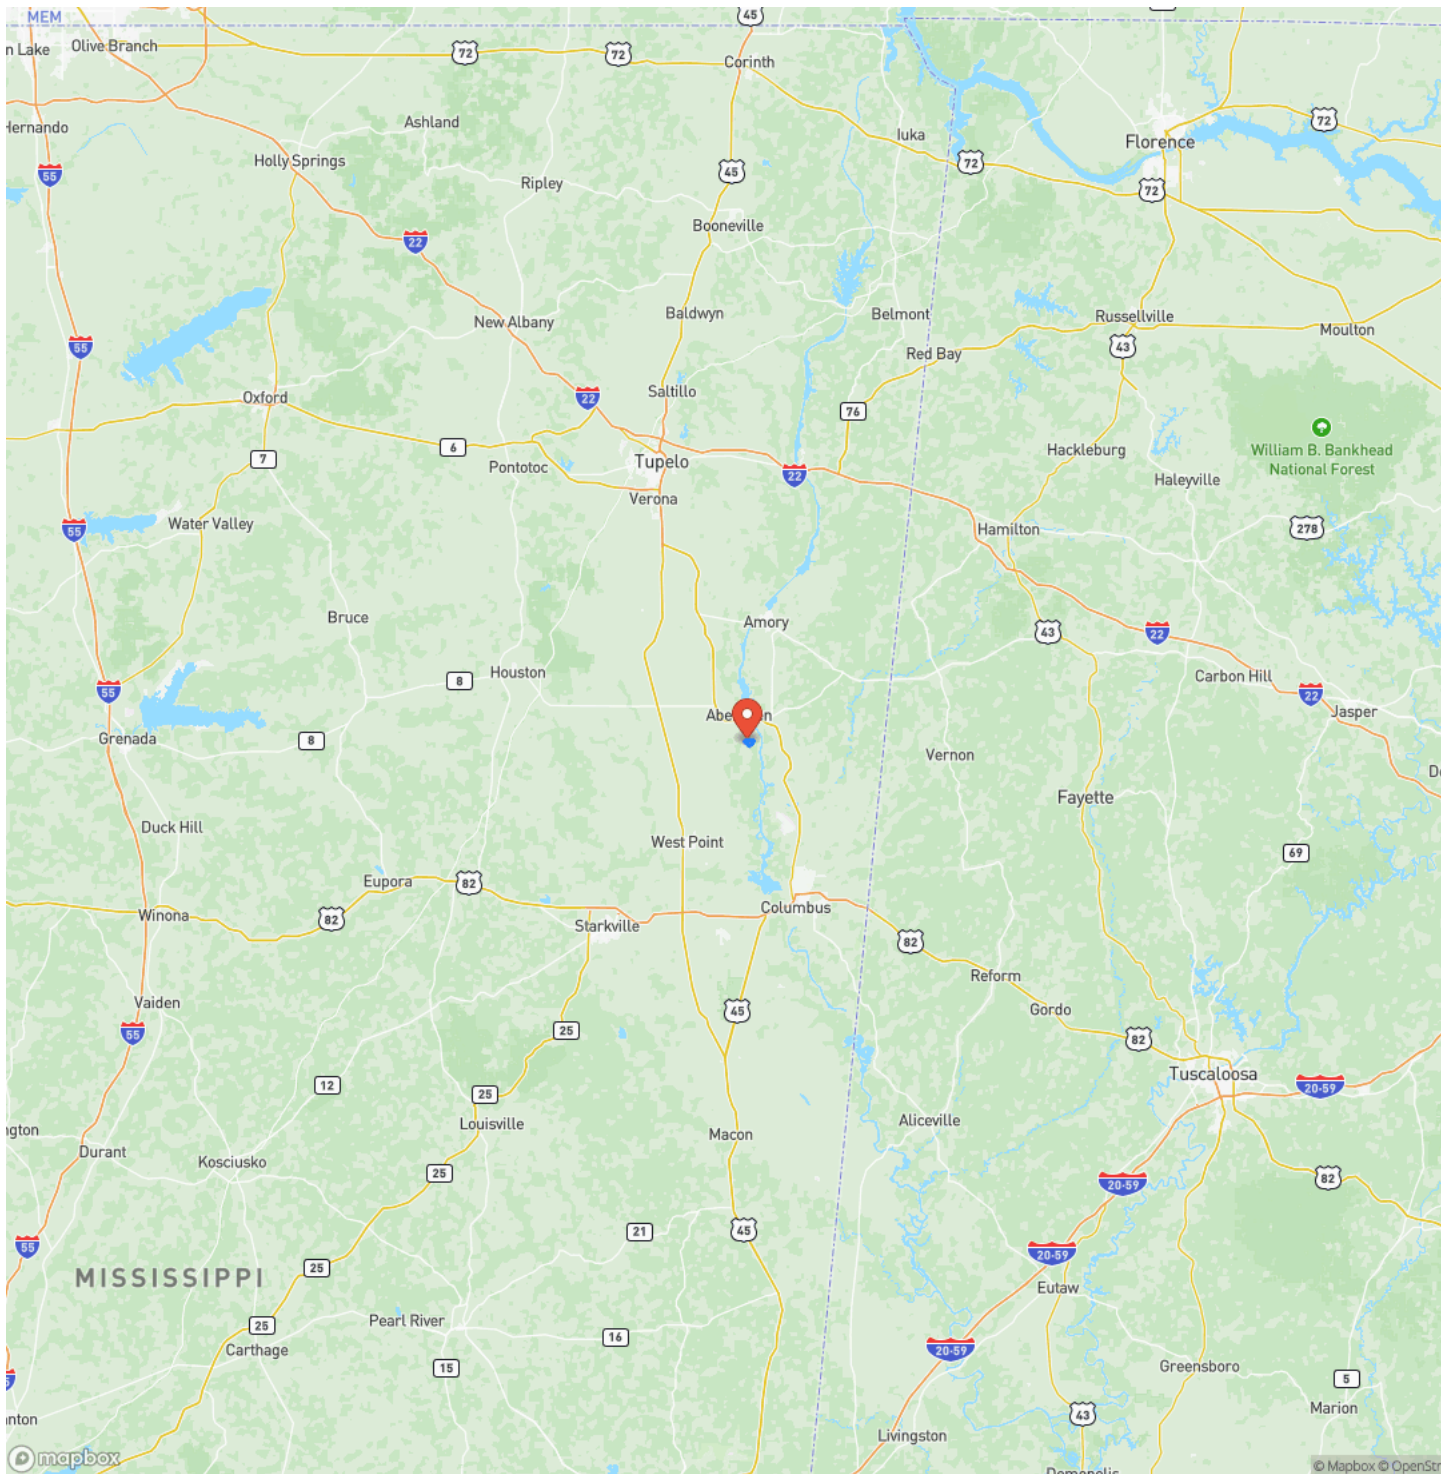 MEM
45
n Lake
Olive Branch
72
72
Corinth
Hernando
Ashland
Iuka
72
Florence
55
Holly Springs
45
72
Ripley
72
Booneville
22
New Albany
Baldwyn
Belmont
Russellville
Moulton
55
43
Red Bay
Oxford
22
Saltillo
76
7
6
Pontotoc
Tupelo
22
Hackleburg
William B. Bankhead
National Forest
Verona
Haleyville
55
Water Valley
Hamilton
278
Bruce
Amory
43
22
Houston
8
55
Carbon Hill
22
Jasper
Grenada
8
Vernon
Fayette
Duck Hill
West Point
69
Eupora
82
Winona
82
Starkville
Columbus
82
Reform
Gordo
Vaiden
45
55
25
82
Tuscaloosa
12
25
20-59
ngton
Louisville
Macon
Aliceville
Durant
Kosciusko
25
20-59
82
55
21
45
20-59
MISSISSIPPI
25
Eutaw
25
Pearl River
16
20-59
Carthage
15
Greensboro
5
Marion
anton
43
Livingston
mapbox
© Mapbox © OpenStr